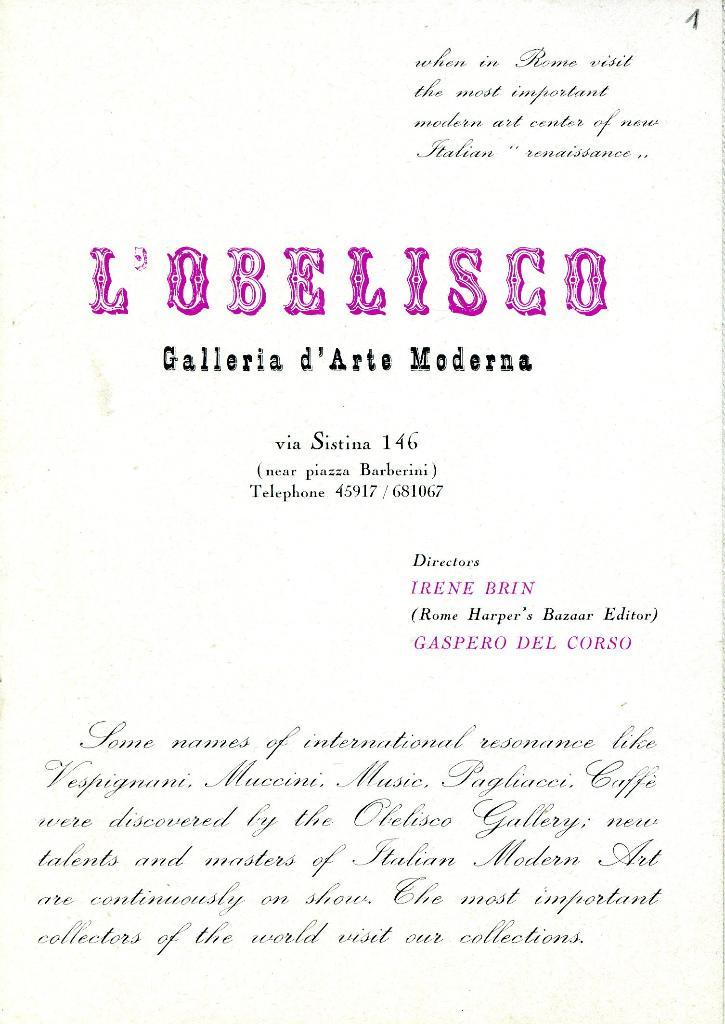 1
when in Rome visit
the most important
modern art center of new
Italian " renaissance „
L'OBELISCO
Galleria d'Arte Moderna
via Sistina 146
(near piazza Barberini)
Telephone 45917 / 681067
Directors
IRENE BRIN
(Rome Harper's Bazaar Editor)
GASPERO DEL CORSO
Some names of international resonance like
Vespignani, Muccini, Music, Pagliacci, Caffè
were discovered by the Obelisco Gallery; new
talents and masters of Italian Modern Art
are continuously on show. The most important
collectors of the world visit our collections.